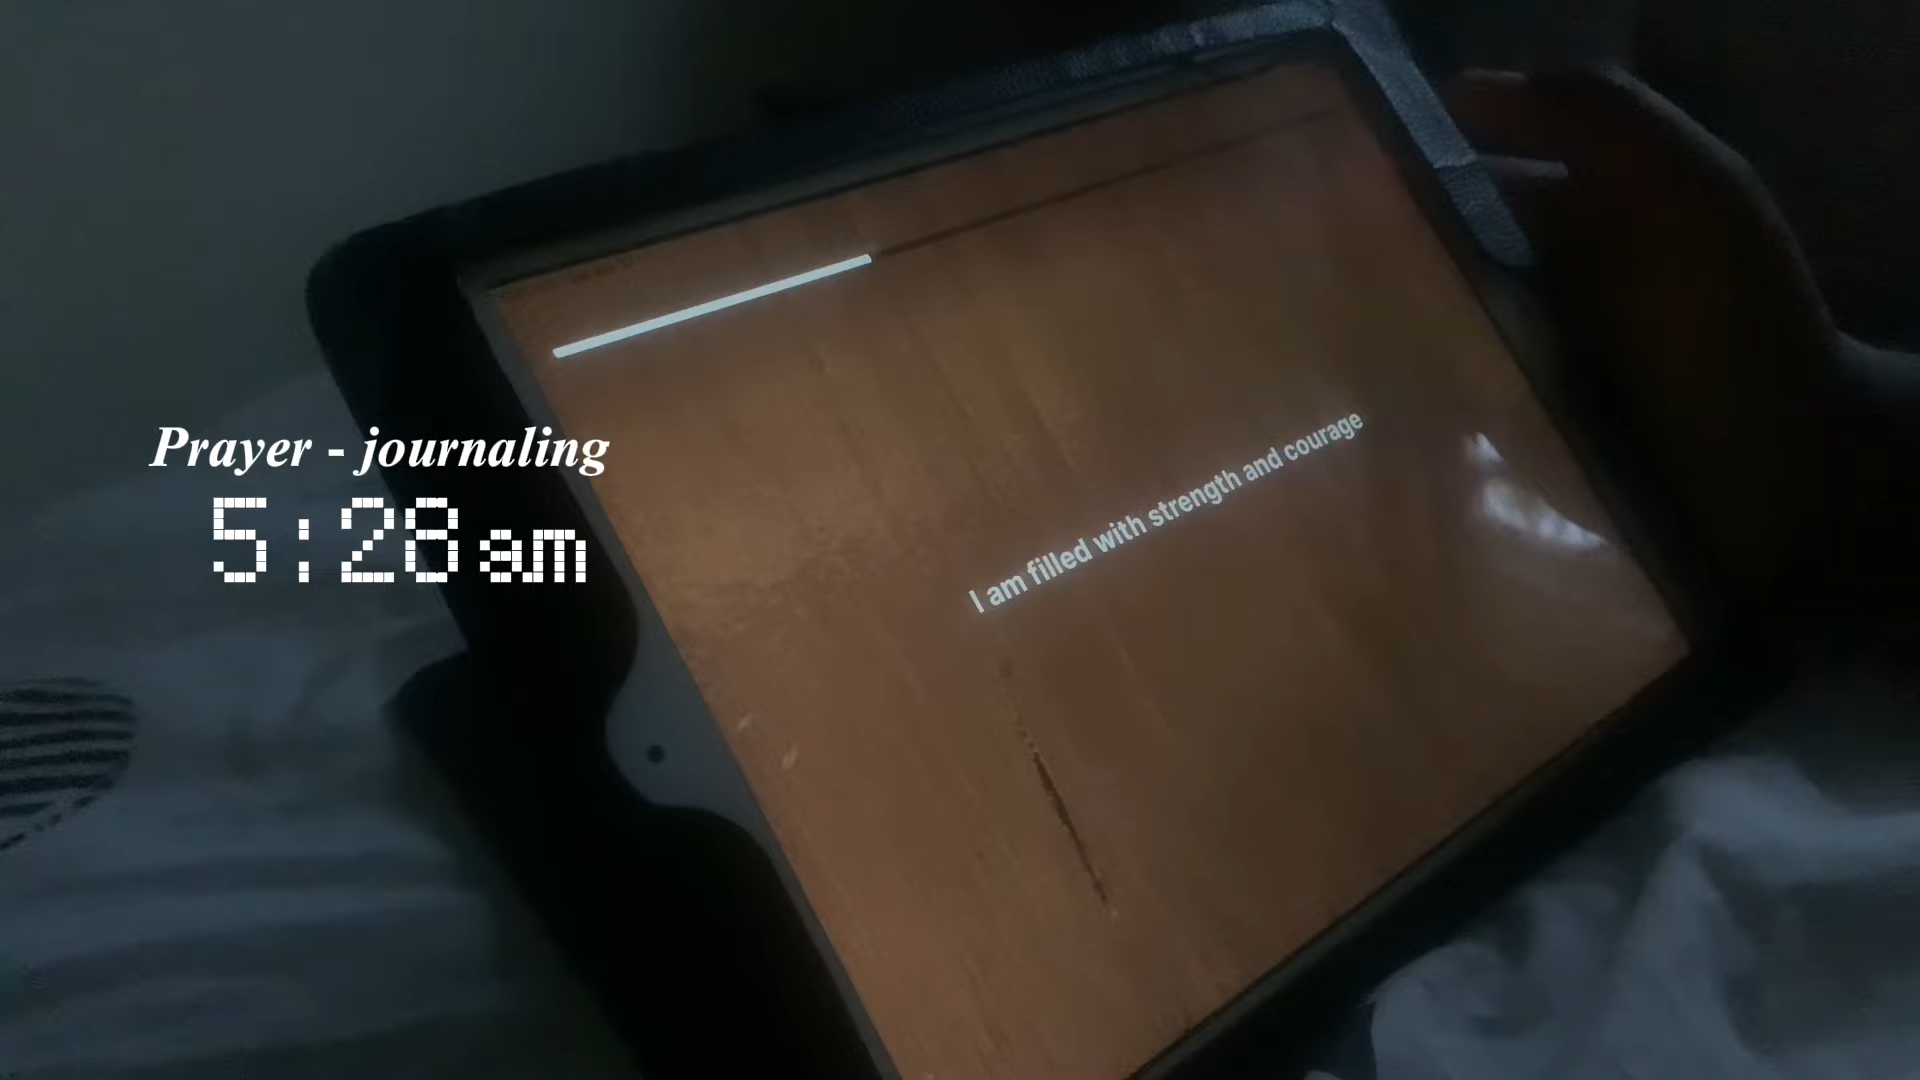 Prayer - journaling
5:28 am
I am filled with strength and courage